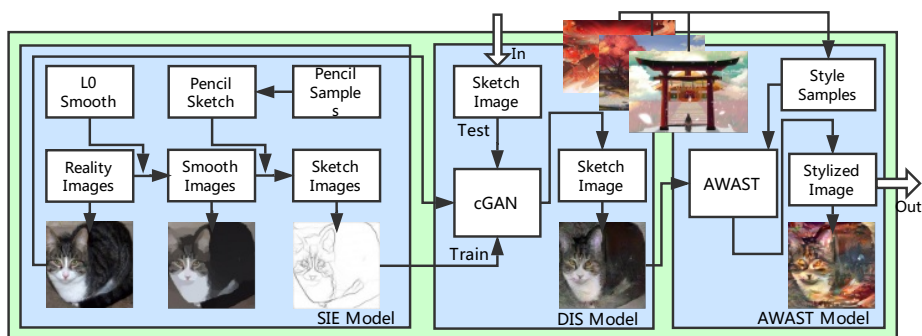 L0
Smooth
Pencil
Sketch
Pencil
Sample
s
Reality
Images
Smooth
Images
Sketch
Images
SIE Model
In
Sketch
Image
Test
cGAN
Train
Sketch
Image
DIS Model
Style
Samples
AWAST
Stylized
Image
Out
AWAST Model